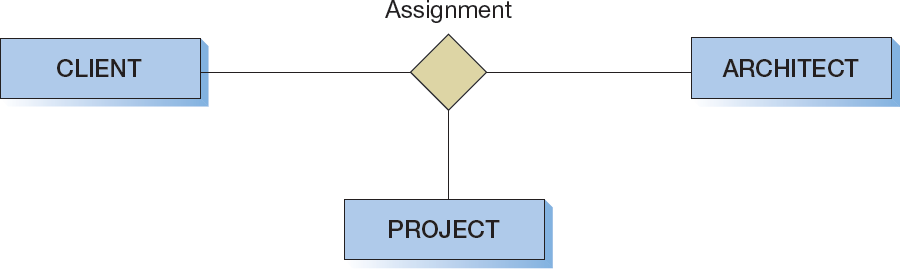 Assignment
CLIENT
ARCHITECT
PROJECT